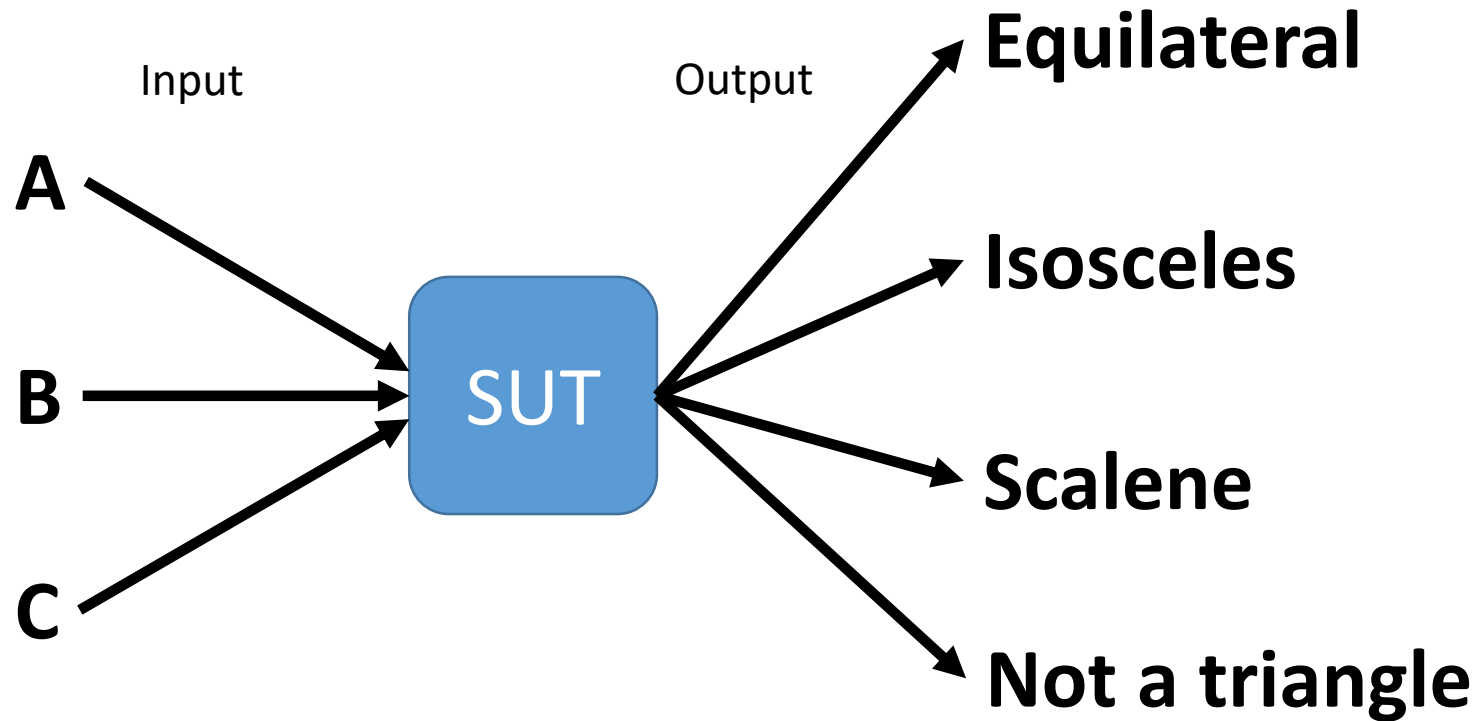 Input
Output
A
B
C
SUT
Equilateral
Isosceles
Scalene
Not a triangle